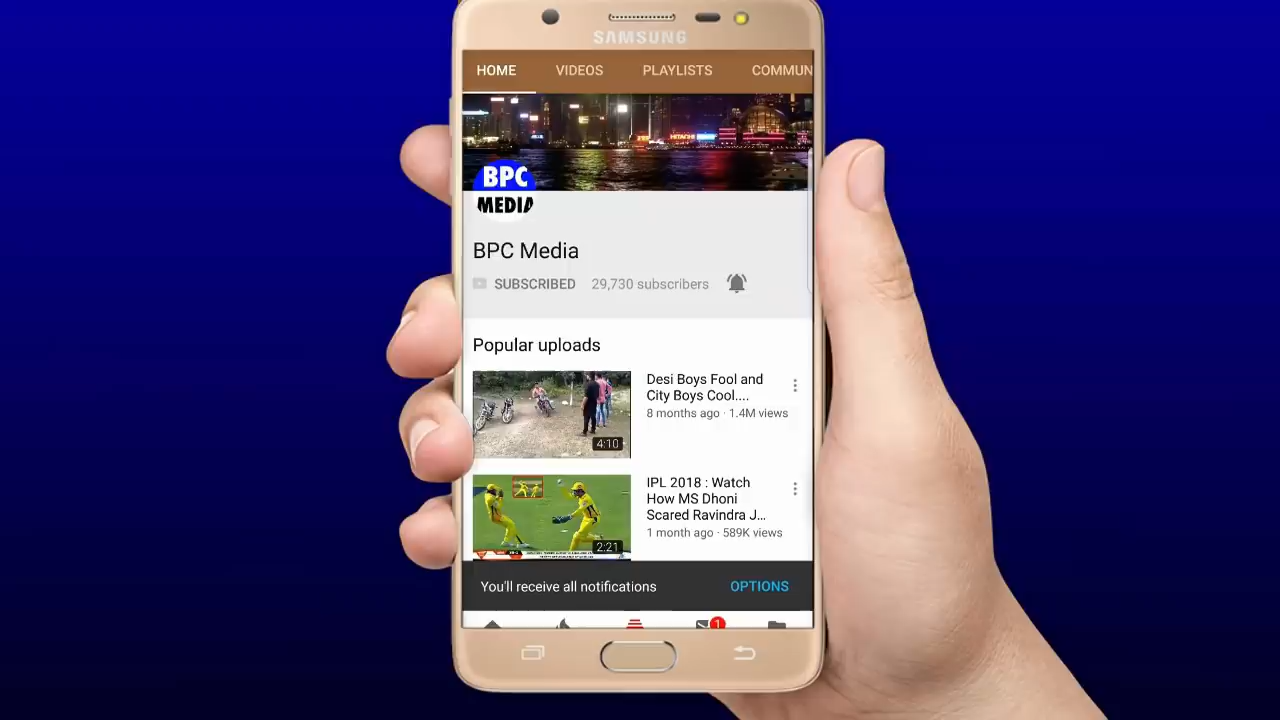 SAMSUNG
HOME VIDEOS PLAYLISTS COMMUN
HITACHI
BPC
MEDIA
BPC Media
SUBSCRIBED 29,730 subscribers
Popular uploads
Desi Boys Fool and
City Boys Cool....
8 months ago · 1.4M views
4:10
IPL 2018 : Watch
How MS Dhoni
Scared Ravindra J...
1 month ago · 589K views
2:21
You'll receive all notifications OPTIONS
1